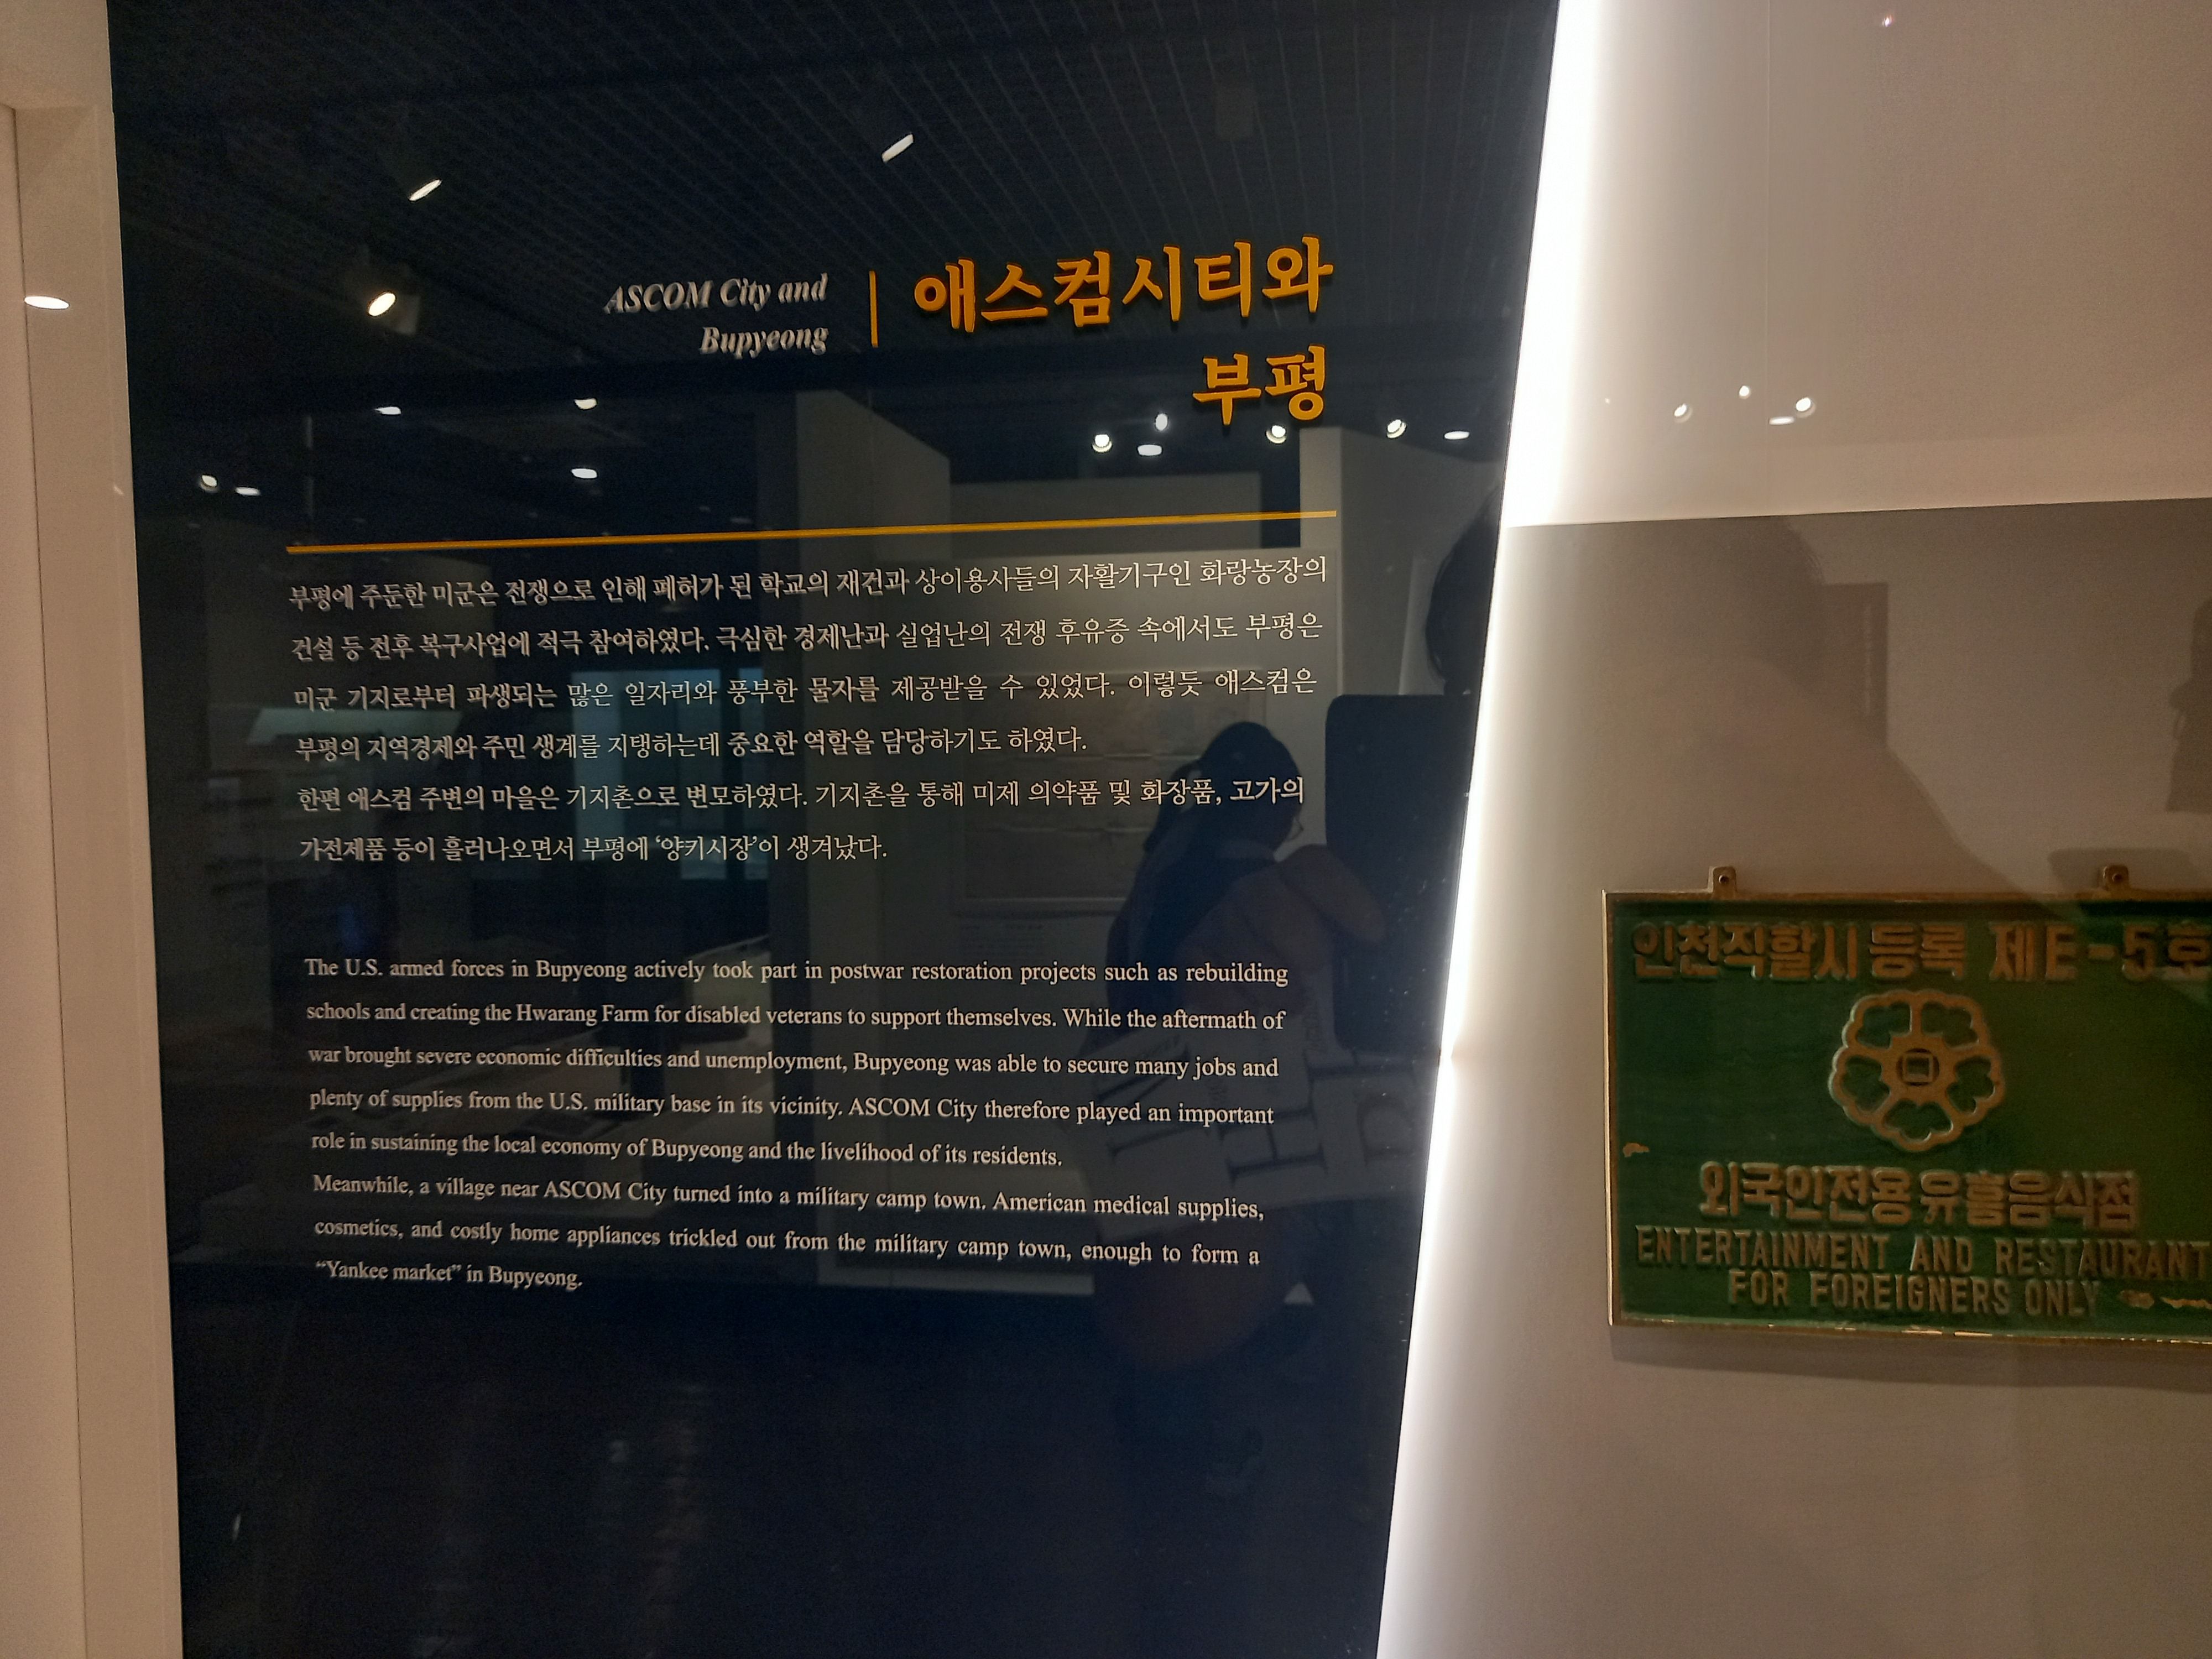 ASCOM City and
Bupyeong
애스컴시티와
부평
부평에 주둔한 미군은 전쟁으로 인해 폐허가 된 학교의 재건과 상이용사들의 자활기구인 화랑농장의
건설 등 전후 복구사업에 적극 참여하였다. 극심한 경제난과 실업난의 전쟁 후유증 속에서도 부평은
미군 기지로부터 파생되는 많은 일자리와 풍부한 물자를 제공받을 수 있었다. 이렇듯 애스컴은
부평의 지역경제와 주민 생계를 지탱하는데 중요한 역할을 담당하기도 하였다.
한편 애스컴 주변의 마을은 기지촌으로 변모하였다. 기지촌을 통해 미제 의약품 및 화장품, 고가의
가전제품 등이 흘러나오면서 부평에 ‘양키시장’이 생겨났다.
The U.S. armed forces in Bupyeong actively took part in postwar restoration projects such as rebuilding
schools and creating the Hwarang Farm for disabled veterans to support themselves. While the aftermath of
war brought severe economic difficulties and unemployment, Bupyeong was able to secure many jobs and
plenty of supplies from the U.S. military base in its vicinity. ASCOM City therefore played an important
role in sustaining the local economy of Bupyeong and the livelihood of its residents.
Meanwhile, a village near ASCOM City turned into a military camp town. American medical supplies,
cosmetics, and costly home appliances trickled out from the military camp town, enough to form a
“Yankee market” in Bupyeong.
인천직할시 등록 제E-5호
외국인전용유흥음식점
ENTERTAINMENT AND RESTAURANT
FOR FOREIGNERS ONLY